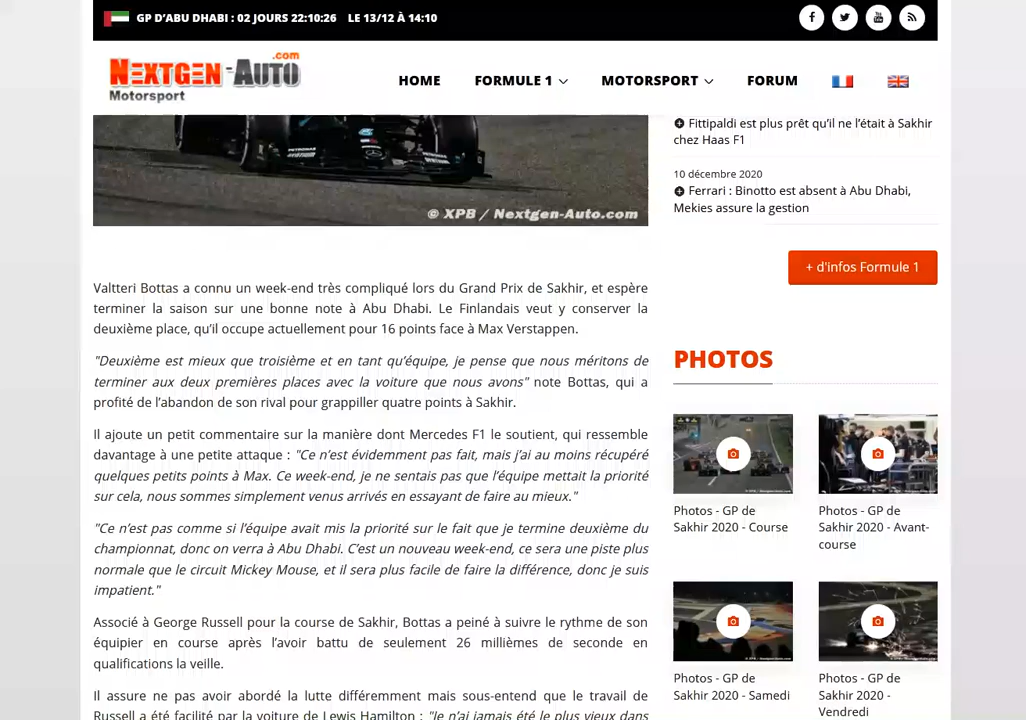 GP D'ABU DHABI : 02 JOURS 22:10:26 LE 13/12 À 14:10
NEXTGEN-AUTO.com
Motorsport
HOME
FORMULE 1
MOTORSPORT
FORUM
© XPB / Nextgen-Auto.com
Valtteri Bottas a connu un week-end très compliqué lors du Grand Prix de Sakhir, et espère
terminer la saison sur une bonne note à Abu Dhabi. Le Finlandais veut y conserver la
deuxième place, qu'il occupe actuellement pour 16 points face à Max Verstappen.
"Deuxième est mieux que troisième et en tant qu'équipe, je pense que nous méritons de
terminer aux deux premières places avec la voiture que nous avons" note Bottas, qui a
profité de l'abandon de son rival pour grappiller quatre points à Sakhir.
Il ajoute un petit commentaire sur la manière dont Mercedes F1 le soutient, qui ressemble
davantage à une petite attaque : "Ce n'est évidemment pas fait, mais j'ai au moins récupéré
quelques petits points à Max. Ce week-end, je ne sentais pas que l'équipe mettait la priorité
sur cela, nous sommes simplement venus arrivés en essayant de faire au mieux."
"Ce n'est pas comme si l'équipe avait mis la priorité sur le fait que je termine deuxième du
championnat, donc on verra à Abu Dhabi. C'est un nouveau week-end, ce sera une piste plus
normale que le circuit Mickey Mouse, et il sera plus facile de faire la différence, donc je suis
impatient."
Associé à George Russell pour la course de Sakhir, Bottas a peiné à suivre le rythme de son
équipier en course après l'avoir battu de seulement 26 millièmes de seconde en
qualifications la veille.
Il assure ne pas avoir abordé la lutte différemment mais sous-entend que le travail de
Russell a été facilité par la voiture de Lewis Hamilton : "Je n'ai jamais été le plus vieux dans
Fittipaldi est plus prêt qu'il ne l'était à Sakhir
chez Haas F1
10 décembre 2020
Ferrari : Binotto est absent à Abu Dhabi,
Mekies assure la gestion
+ d'infos Formule 1
PHOTOS
Photos - GP de
Sakhir 2020 - Course
Photos - GP de
Sakhir 2020 - Avant-
course
Photos - GP de
Sakhir 2020 - Samedi
Photos - GP de
Sakhir 2020 -
Vendredi